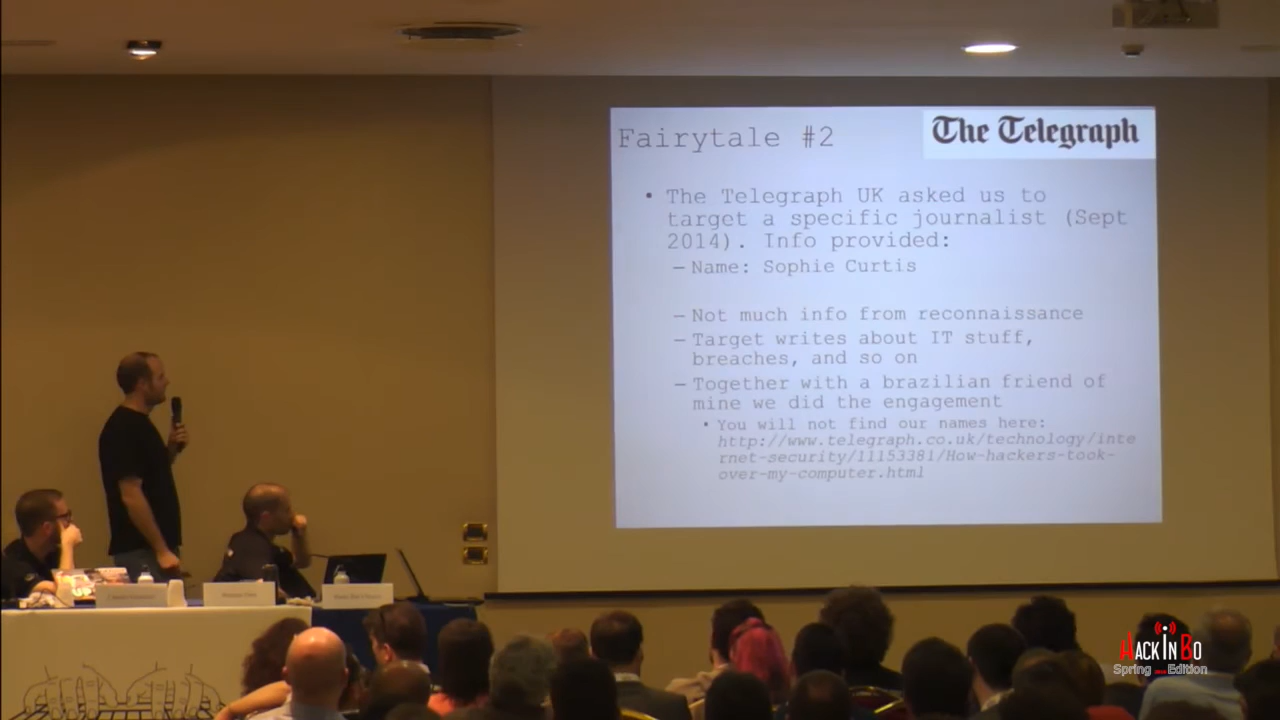 Fairytale #2
The Telegraph
• The Telegraph UK asked us to
target a specific journalist (Sept
2014). Info provided:
– Name: Sophie Curtis
– Not much info from reconnaissance
– Target writes about IT stuff,
breaches, and so on
– Together with a brazilian friend of
mine we did the engagement
• You will not find our names here:
http://www.telegraph.co.uk/technology/inte
rnet-security/11153381/How-hackers-took-
over-my-computer.html
HackInBo
Spring Edition